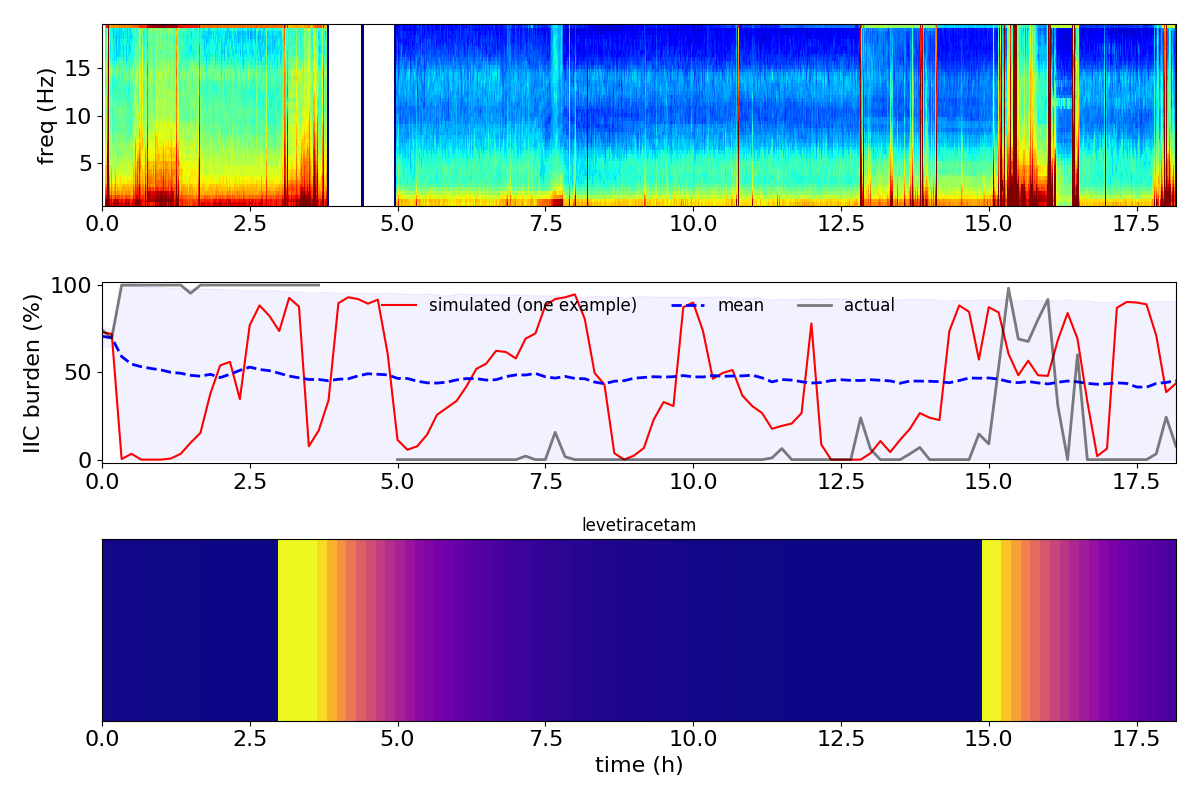 freq (Hz)
15
10
5
0.0 2.5 5.0 7.5 10.0 12.5 15.0 17.5
IIC burden (%)
100
50
0
simulated (one example) mean actual
0.0 2.5 5.0 7.5 10.0 12.5 15.0 17.5
levetiracetam
0.0 2.5 5.0 7.5 10.0 12.5 15.0 17.5
time (h)